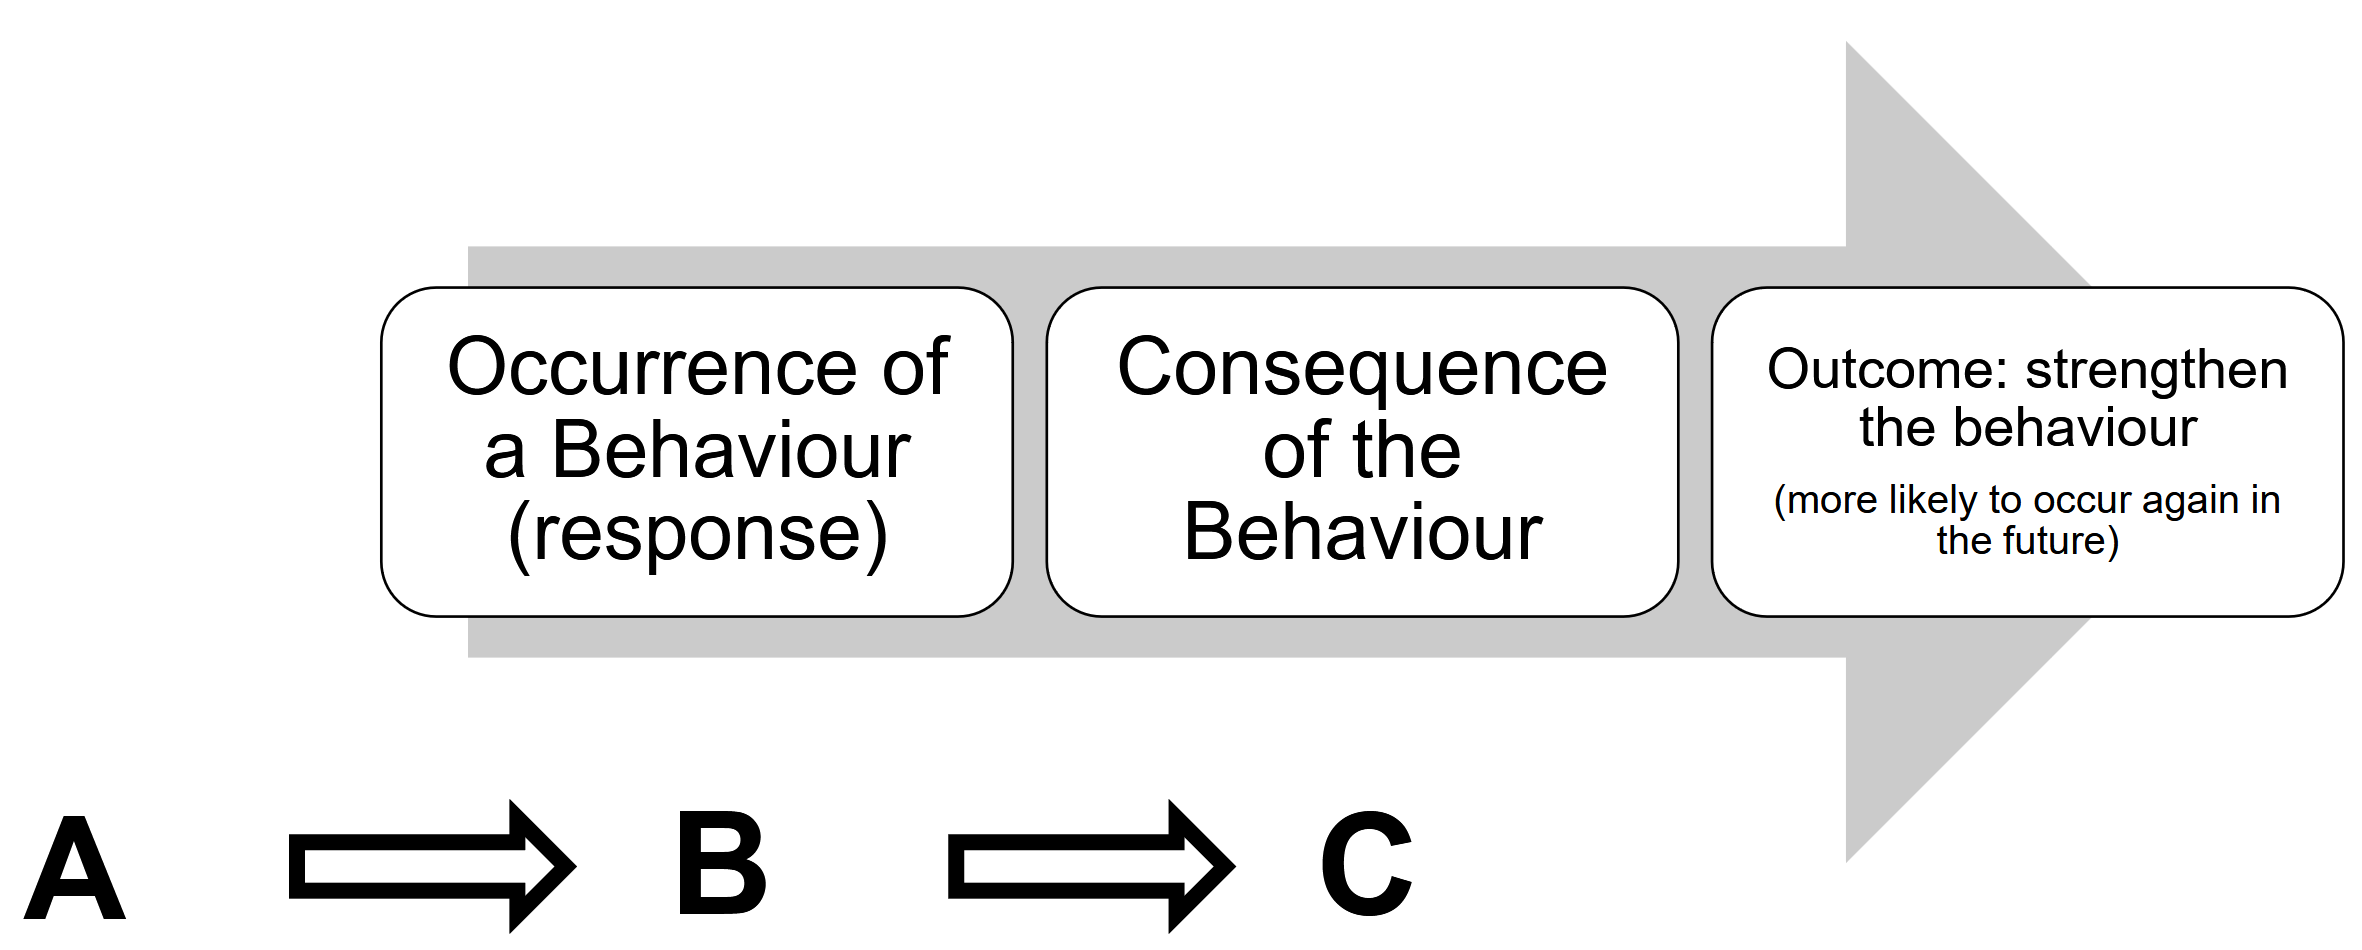 Occurrence of
a Behaviour
(response)
Consequence
of the
Behaviour
Outcome: strengthen
the behaviour
(more likely to occur again in
the future)
A
B
C